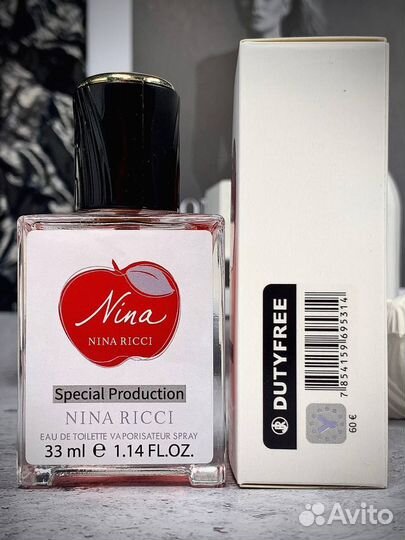 Nina
NINA RICCI
Special Production
NINA RICCI
EAU DE TOILETTE VAPORISATEUR SPRAY
33 ml e 1.14 FL.OZ.
DUTYFREE
7 854159 695314
60 €
Avito